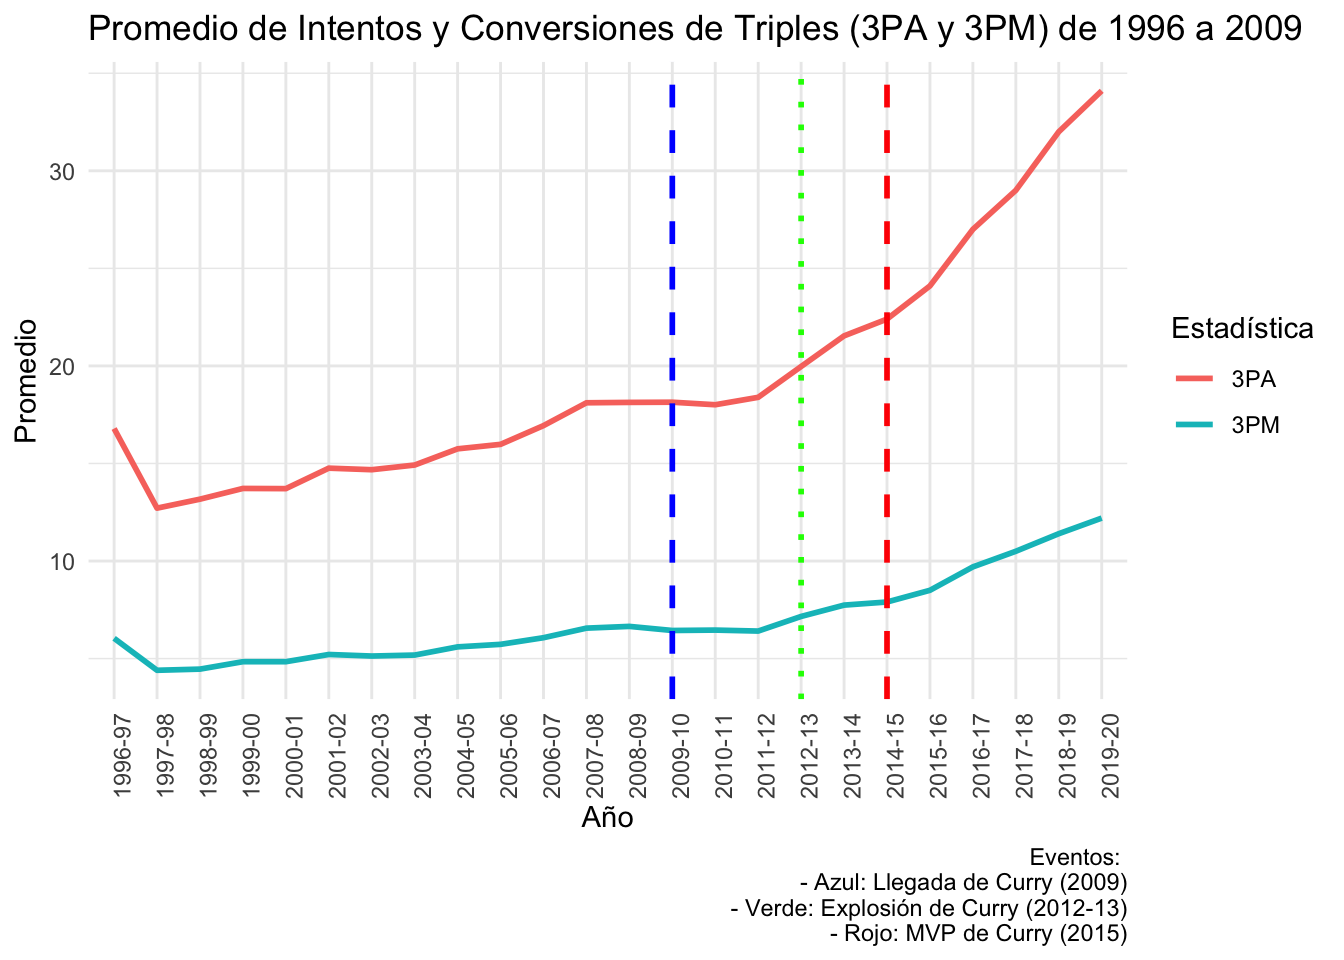 Promedio de Intentos y Conversiones de Triples (3PA y 3PM) de 1996 a 2009
Promedio
30
20
10
1996-97
1997-98
1998-99
1999-00
2000-01
2001-02
2002-03
2003-04
2004-05
2005-06
2006-07
2007-08
2008-09
2009-10
2010-11
2011-12
2012-13
2013-14
2014-15
2015-16
2016-17
2017-18
2018-19
2019-20
Año
Estadística
3PA
3PM
Eventos:
- Azul: Llegada de Curry (2009)
- Verde: Explosión de Curry (2012-13)
- Rojo: MVP de Curry (2015)